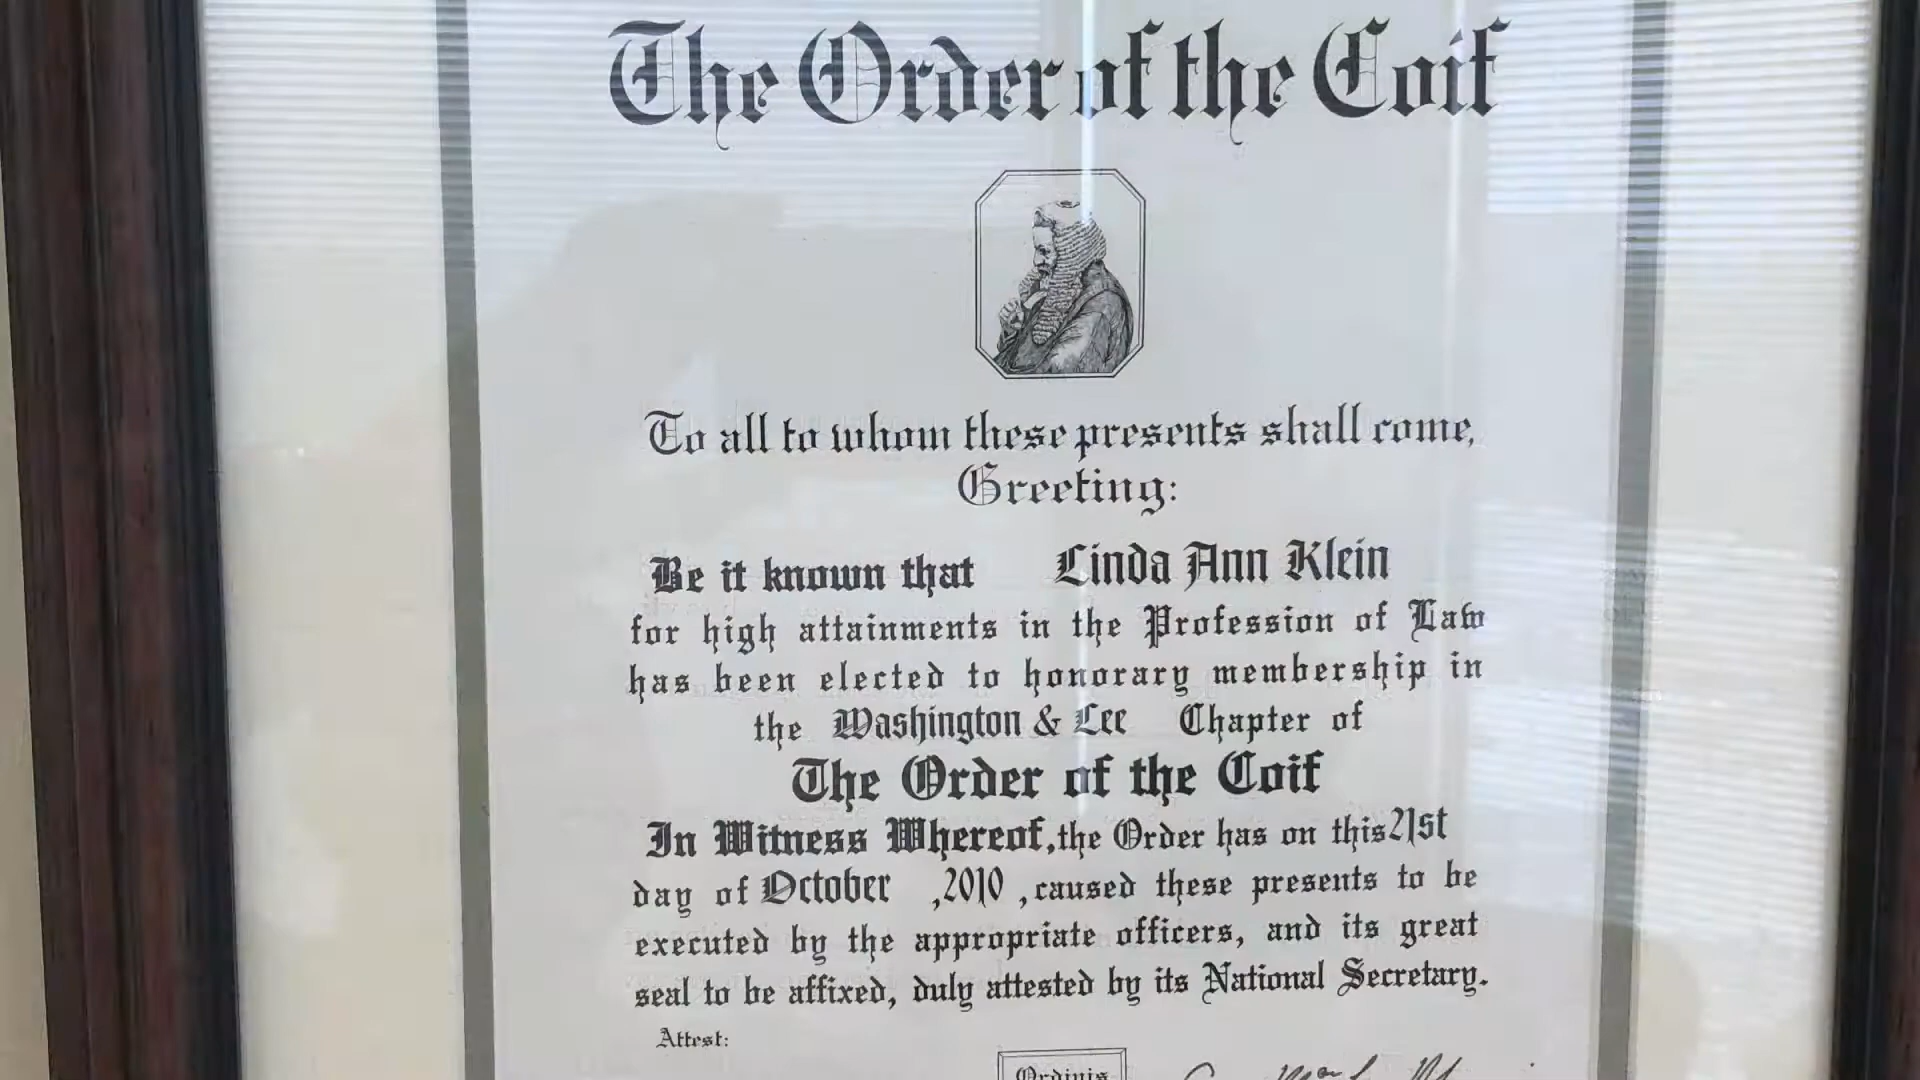 The Order of the Coif
To all to whom these presents shall come,
Greeting:
Be it known that Linda Ann Klein
for high attainments in the Profession of Law
has been elected to honorary membership in
the Washington & Lee Chapter of
The Order of the Coif
In Witness Whereof, the Order has on this 21st
day of October , 2010 , caused these presents to be
executed by the appropriate officers, and its great
seal to be affixed, duly attested by its National Secretary.
Attest:
Ordinis